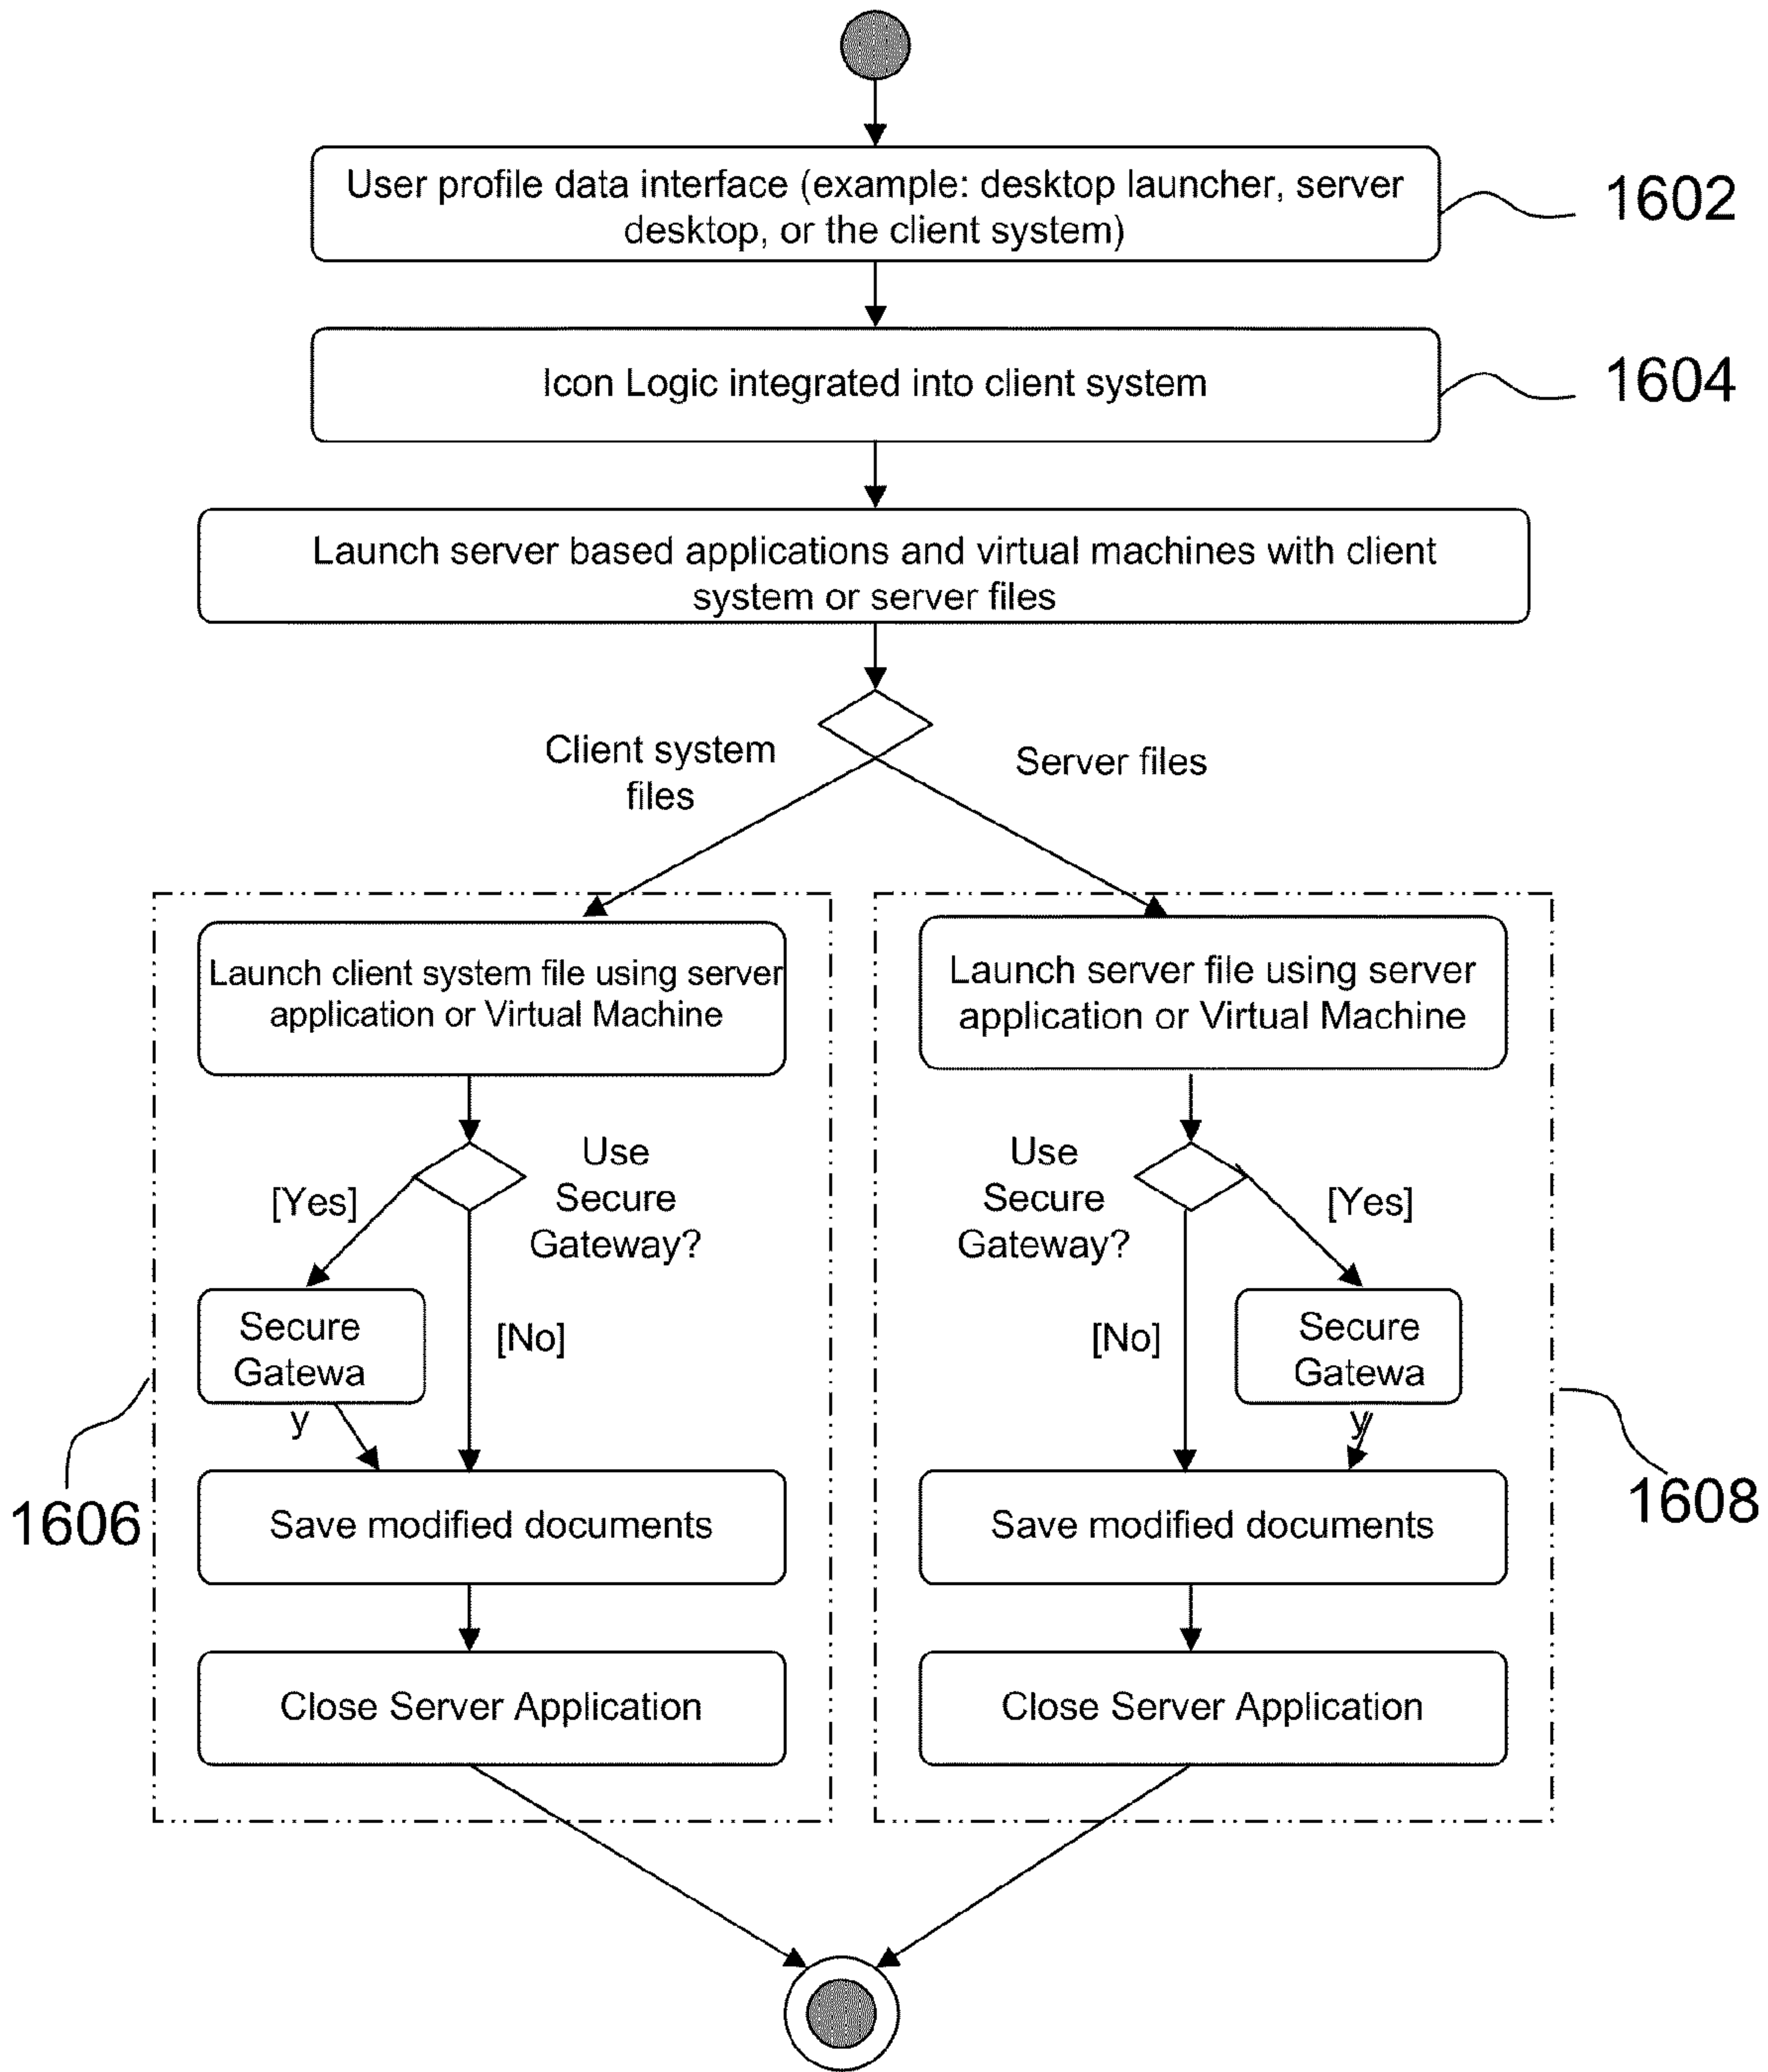 User profile data interface (example: desktop launcher, server
desktop, or the client system)
1602
Icon Logic integrated into client system
1604
Launch server based applications and virtual machines with client
system or server files
Client system
files
Server files
Launch client system file using server
application or Virtual Machine
Use
Secure
Gateway?
[Yes]
[No]
Secure
Gatewa
y
Save modified documents
Close Server Application
1606
Launch server file using server
application or Virtual Machine
Use
Secure
Gateway?
[Yes]
[No]
Secure
Gatewa
y
Save modified documents
Close Server Application
1608